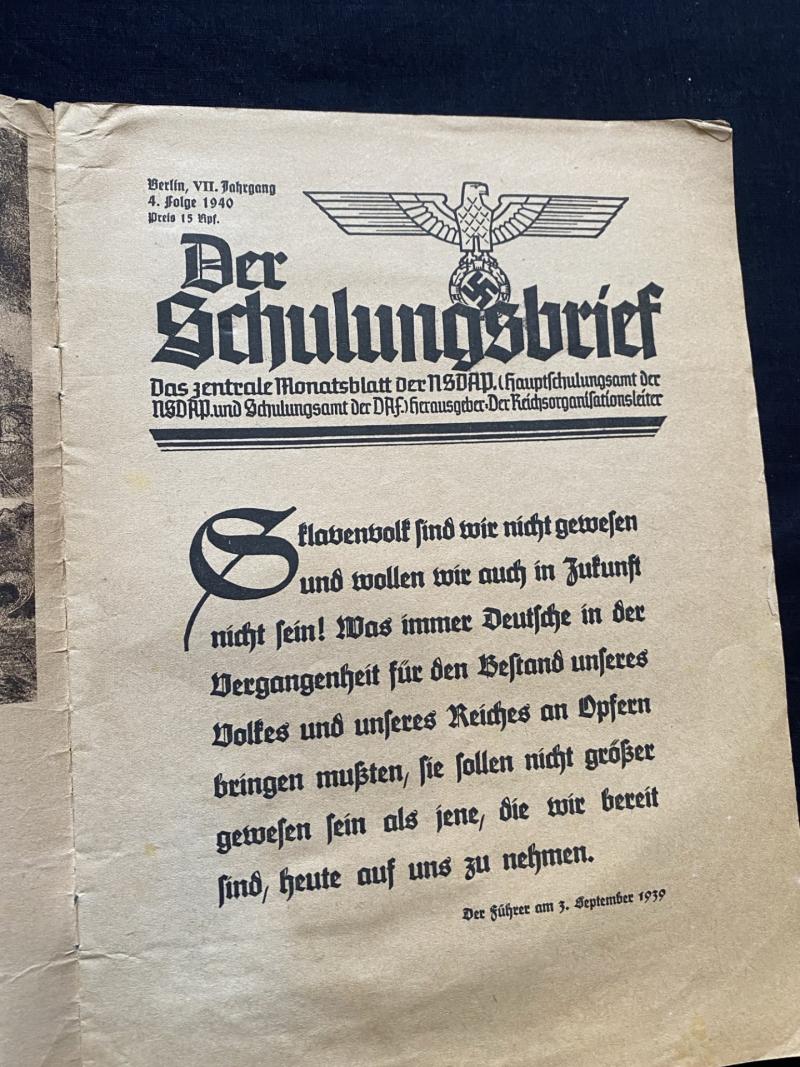 Berlin, VII. Jahrgang
4. Folge 1940
Preis 15 Rpf.
Der
Schulungsbrief
Das zentrale Monatsblatt der NSDAP. (Hauptschulungsamt der
NSDAP. und Schulungsamt der DAF.) Herausgeber: Der Reichsorganisationsleiter
Sklavenvolk sind wir nicht gewesen
und wollen wir auch in Zukunft
nicht sein! Was immer Deutsche in der
Vergangenheit für den Bestand unseres
Volkes und unseres Reiches an Opfern
bringen mußten, sie sollen nicht größer
gewesen sein als jene, die wir bereit
sind, heute auf uns zu nehmen.
Der Führer am 3. September 1939